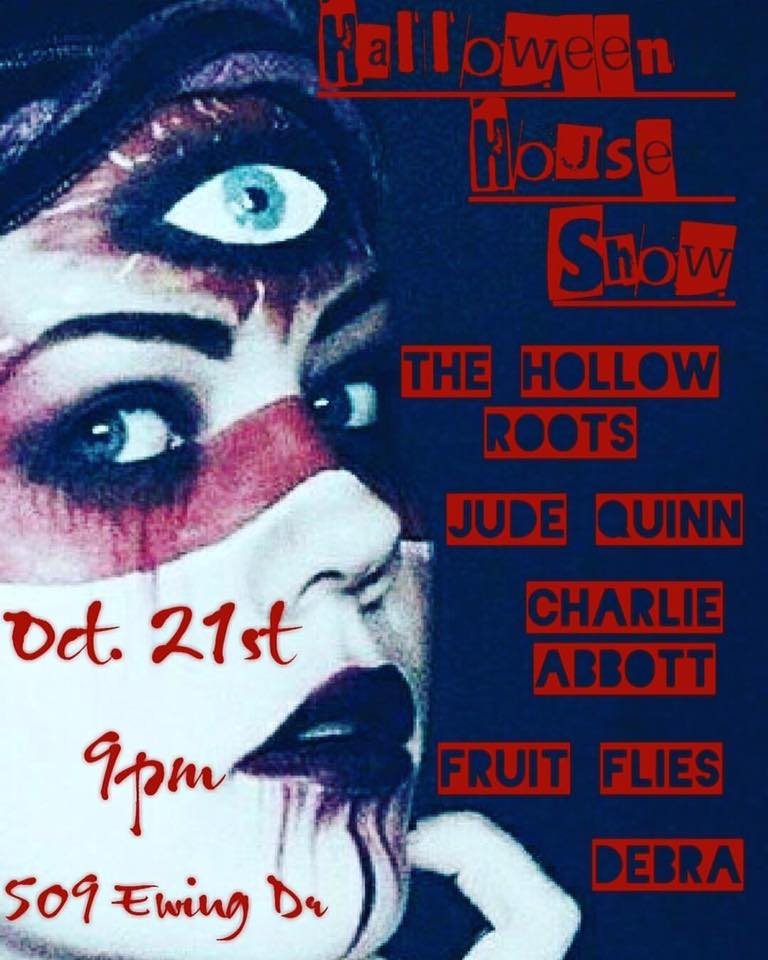 Halloween
House
Show
THE HOLLOW
ROOTS
JUDE QUINN
CHARLIE
ABBOTT
FRUIT FLIES
DEBRA
Oct. 21st
9pm
509 Ewing Dr